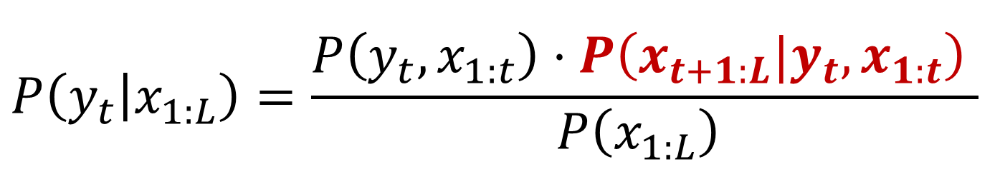 P(y_t|x_{1:L}) = \frac{P(y_t, x_{1:t}) \cdot P(x_{t+1:L}|y_t, x_{1:t})}{P(x_{1:L})}